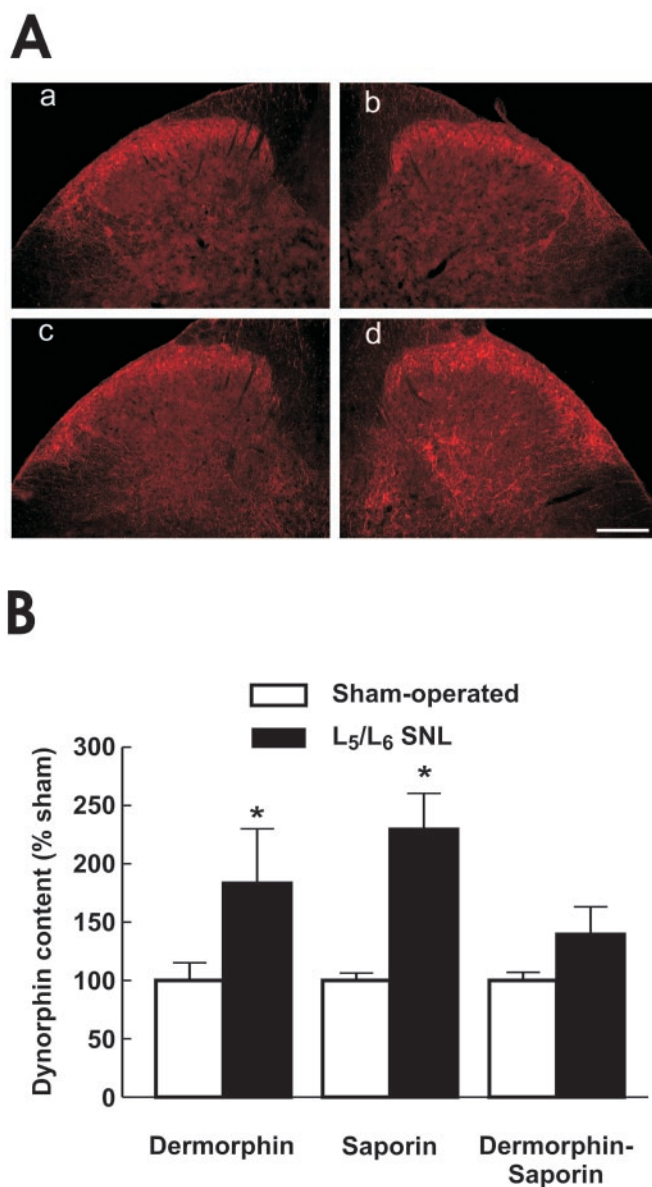 A
a
b
c
d
B
Sham-operated
L₅/L₆ SNL
Dynorphin content (% sham)
300
250
200
150
100
50
0
*
*
Dermorphin
Saporin
Dermorphin-
Saporin